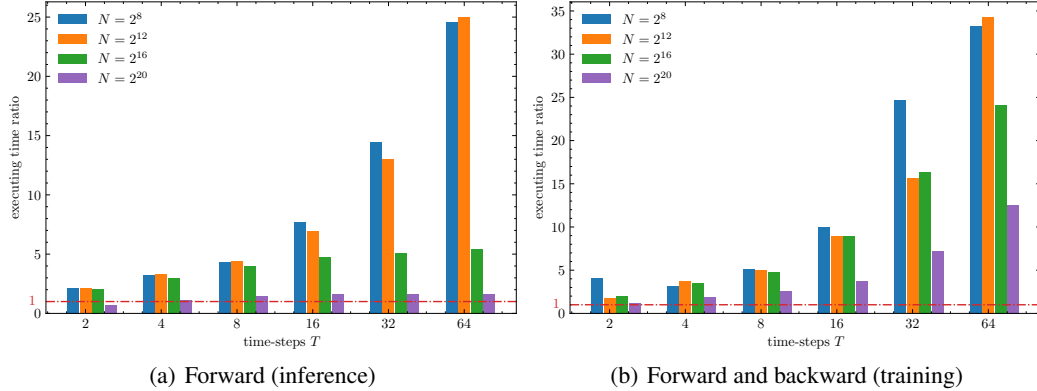 25
20
15
10
5
1
0
executing time ratio
N = 2^8
N = 2^12
N = 2^16
N = 2^20
2 4 8 16 32 64
time-steps T
(a) Forward (inference)
35
30
25
20
15
10
5
1
0
executing time ratio
N = 2^8
N = 2^12
N = 2^16
N = 2^20
2 4 8 16 32 64
time-steps T
(b) Forward and backward (training)